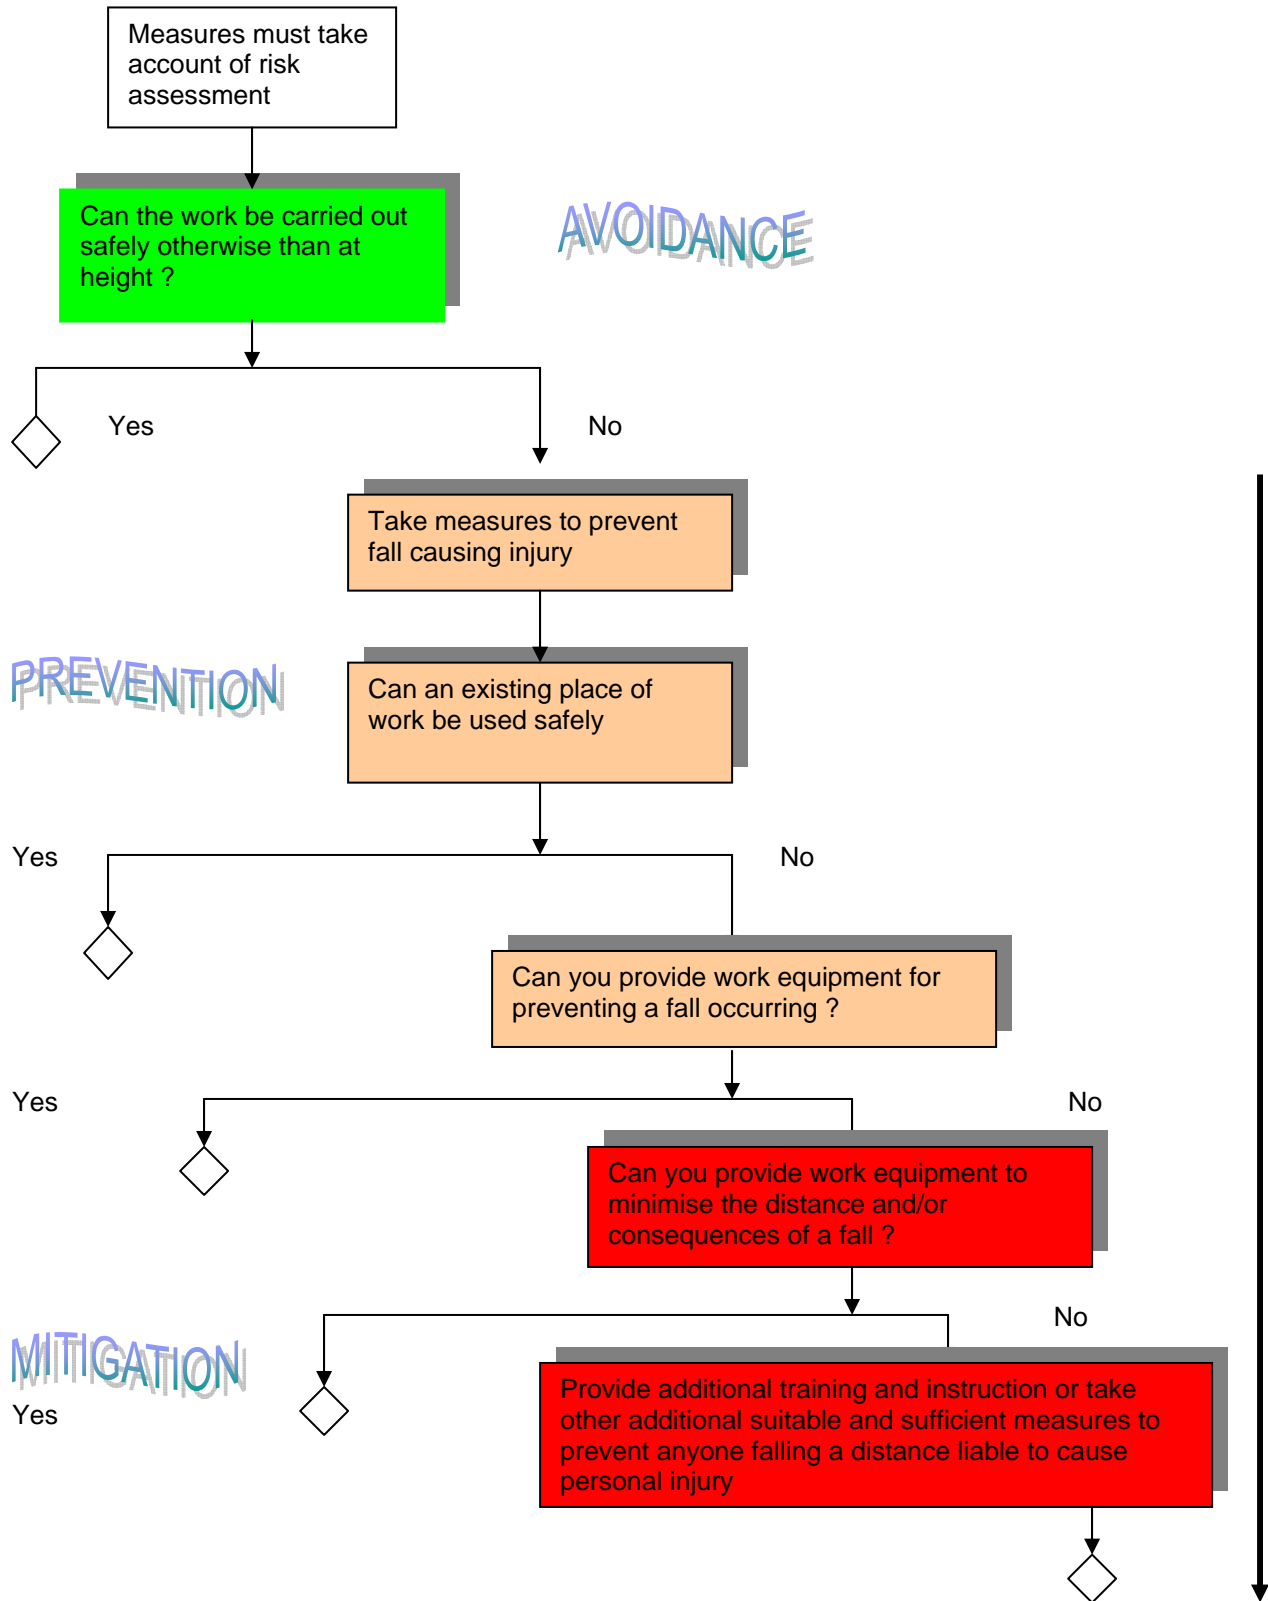 Measures must take
account of risk
assessment
Can the work be carried out
safely otherwise than at
height ?
AVOIDANCE
Yes
No
Take measures to prevent
fall causing injury
PREVENTION
Can an existing place of
work be used safely
Yes
No
Can you provide work equipment for
preventing a fall occurring ?
Yes
No
Can you provide work equipment to
minimise the distance and/or
consequences of a fall ?
No
MITIGATION
Yes
Provide additional training and instruction or take
other additional suitable and sufficient measures to
prevent anyone falling a distance liable to cause
personal injury